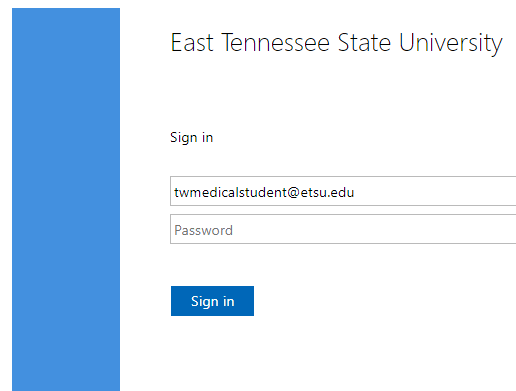 East Tennessee State University
Sign in
twmedicalstudent@etsu.edu
Password
Sign in